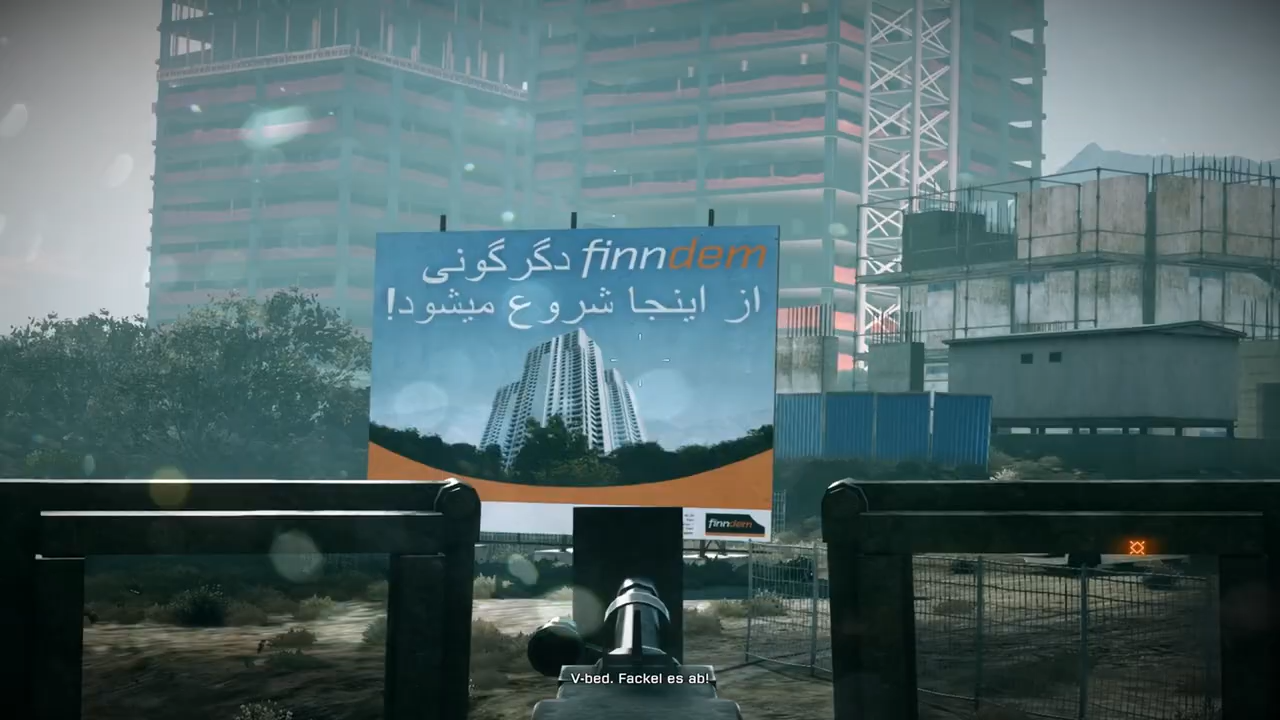 finndem دگرگونی
از اینجا شروع میشود!
finndem
V-bed. Fackel es ab!